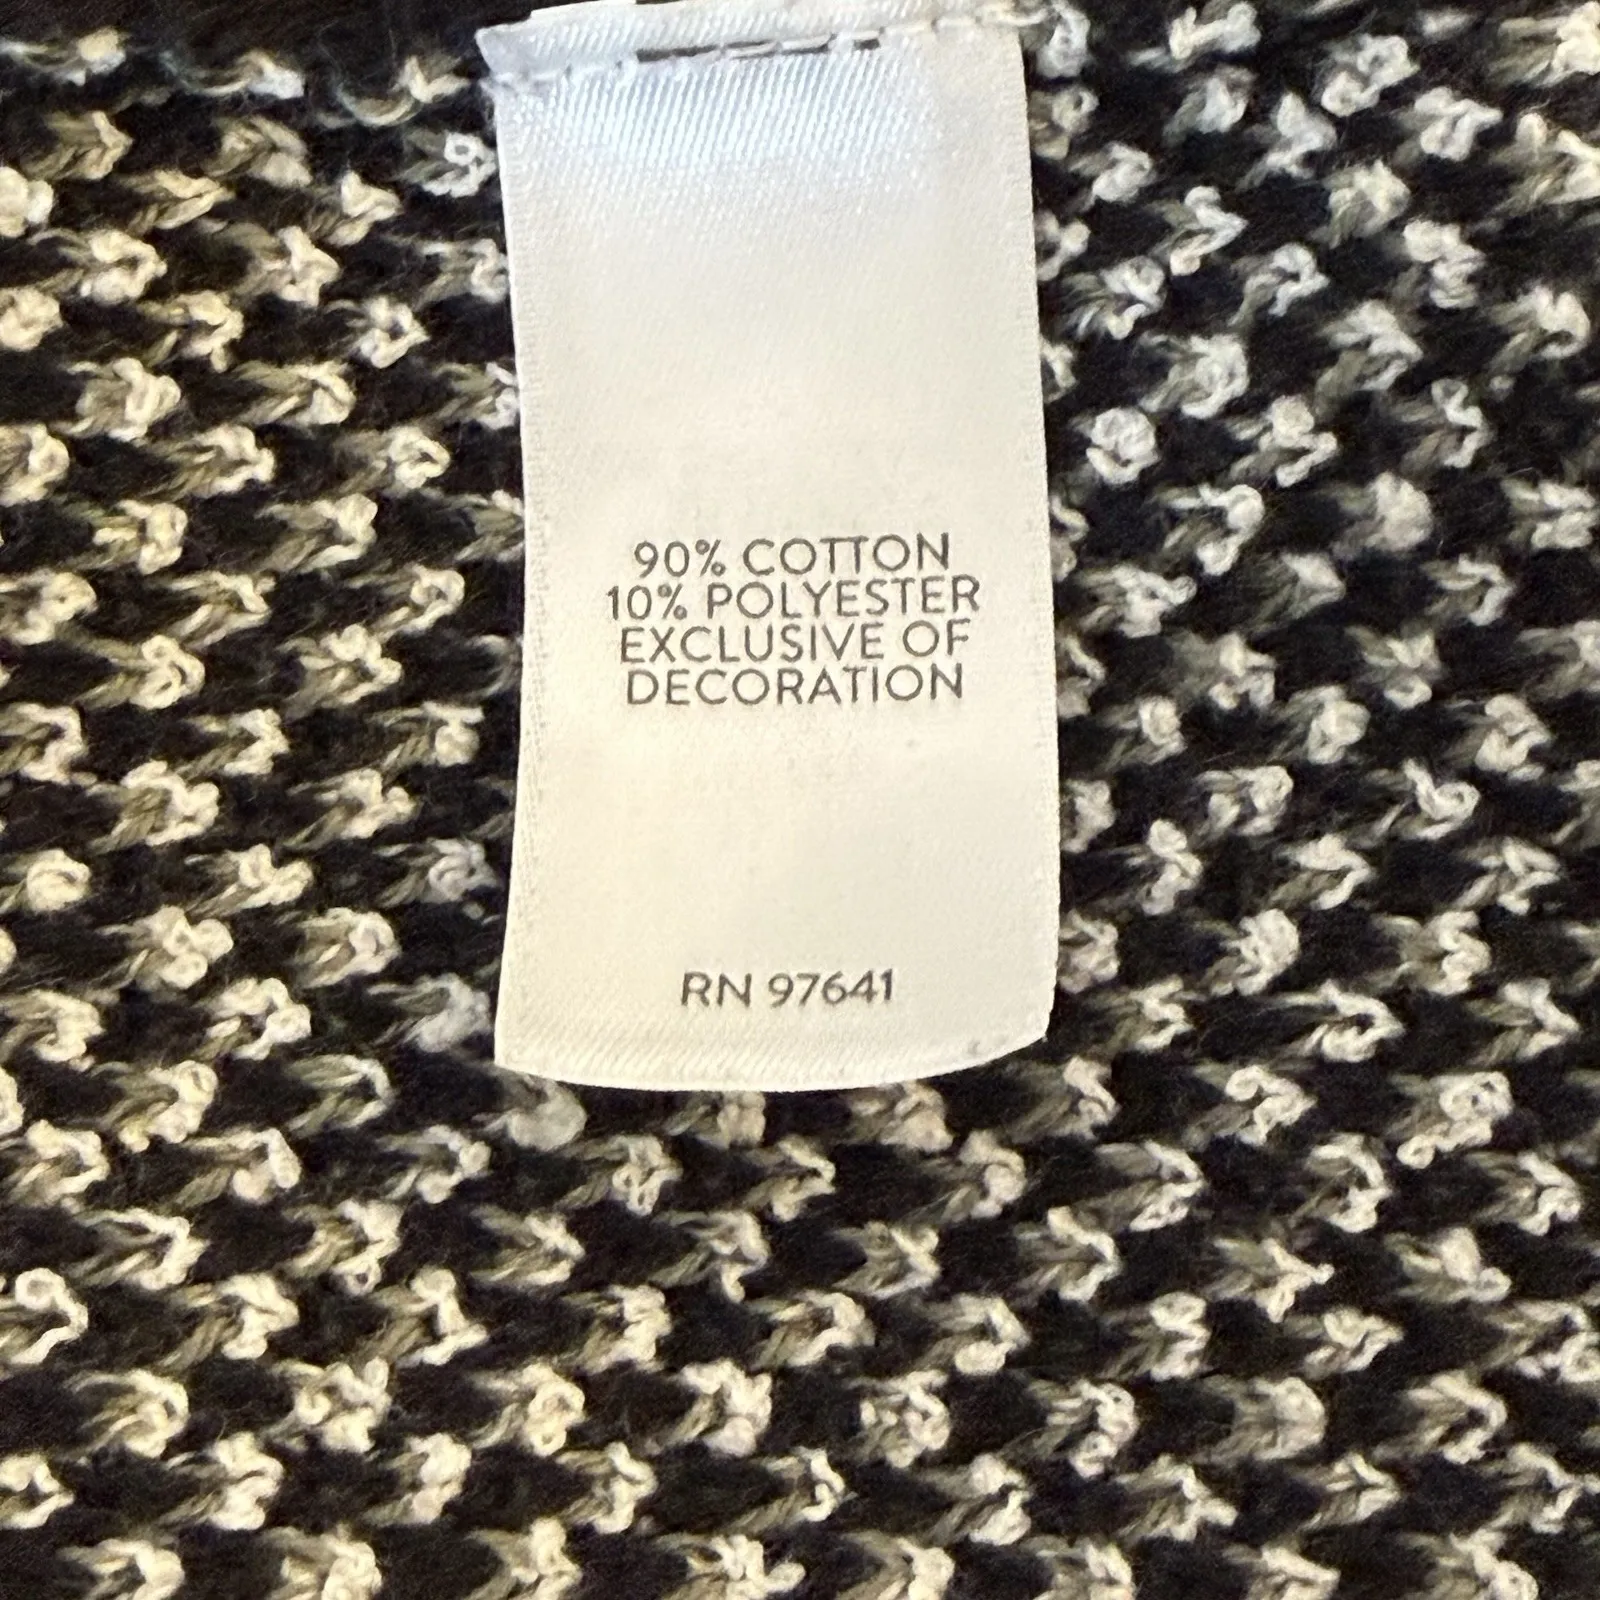 90% COTTON
10% POLYESTER
EXCLUSIVE OF
DECORATION
RN 97641